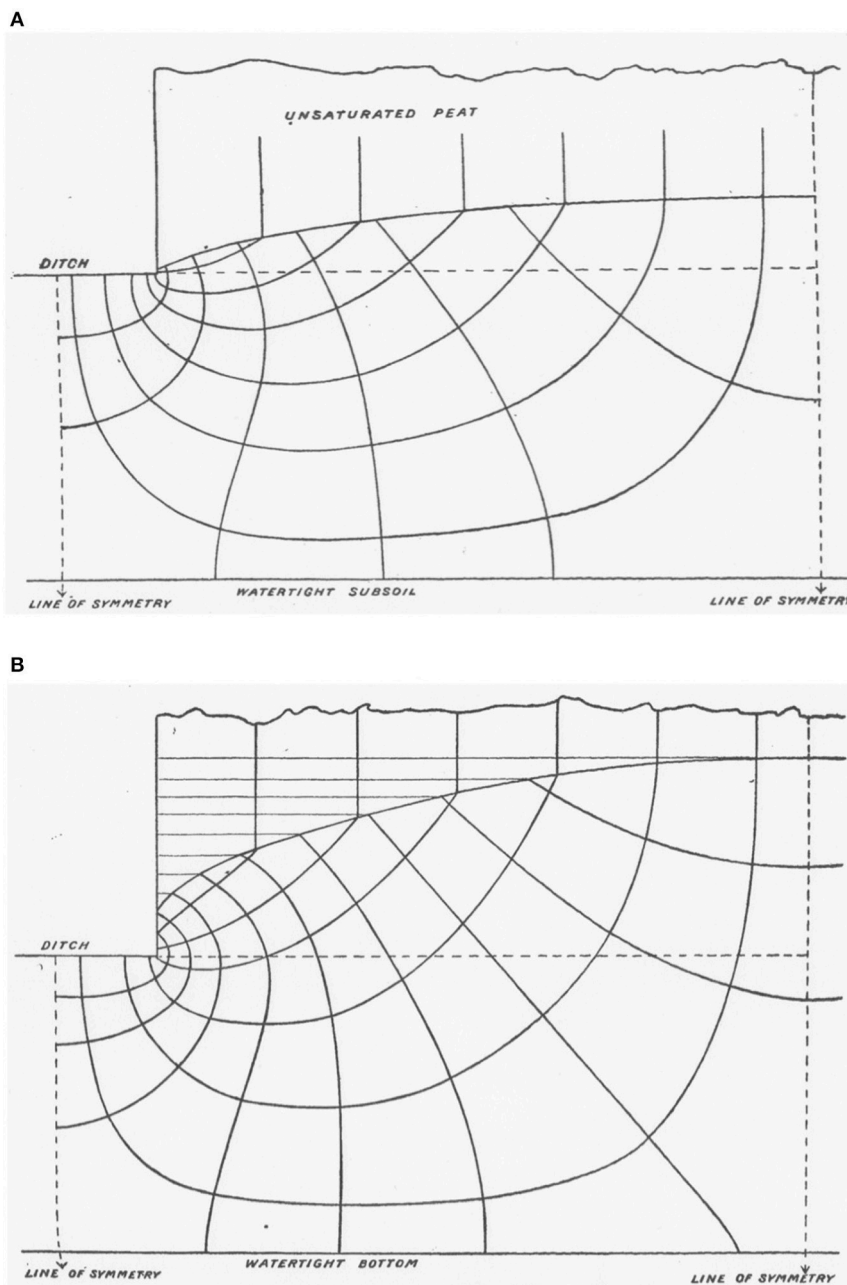 A
UNSATURATED PEAT
DITCH
WATERTIGHT SUBSOIL
LINE OF SYMMETRY
LINE OF SYMMETRY
B
DITCH
WATERTIGHT BOTTOM
LINE OF SYMMETRY
LINE OF SYMMETRY